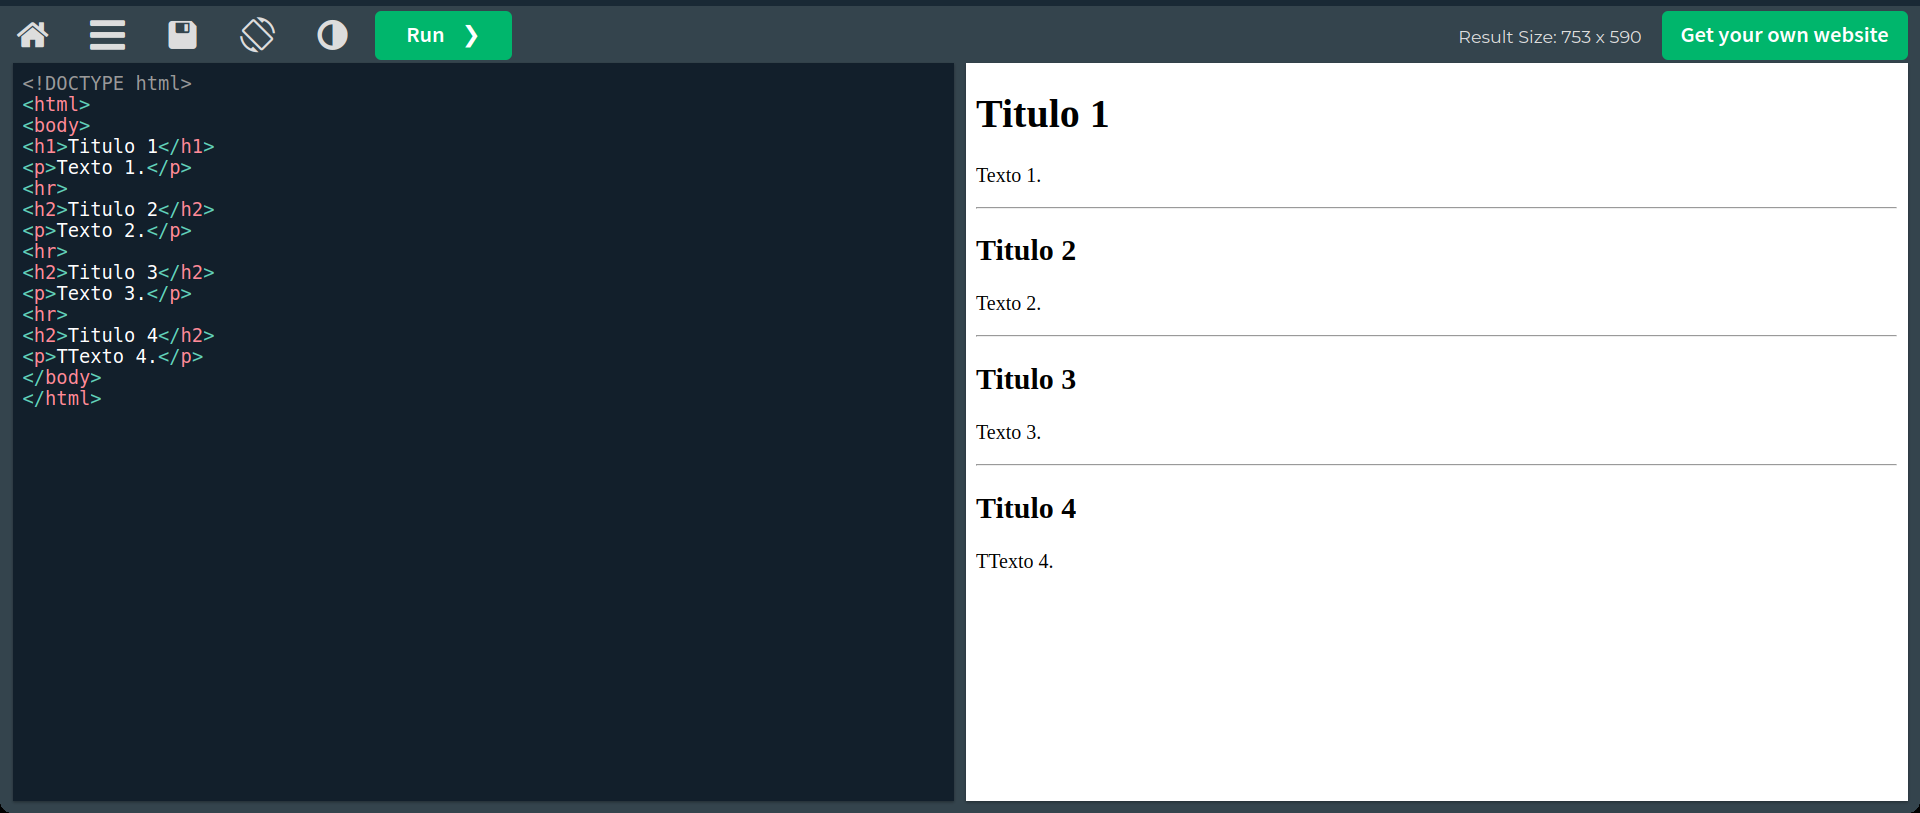 Run ❯
Result Size: 753 x 590
Get your own website
<!DOCTYPE html>
<html>
<body>
<h1>Titulo 1</h1>
<p>Texto 1.</p>
<hr>
<h2>Titulo 2</h2>
<p>Texto 2.</p>
<hr>
<h2>Titulo 3</h2>
<p>Texto 3.</p>
<hr>
<h2>Titulo 4</h2>
<p>TTexto 4.</p>
</body>
</html>
Titulo 1
Texto 1.
Titulo 2
Texto 2.
Titulo 3
Texto 3.
Titulo 4
TTexto 4.